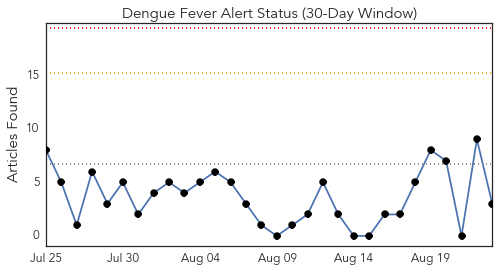 Dengue Fever Alert Status (30-Day Window)
Articles Found
15
10
5
0
Jul 25
Jul 30
Aug 04
Aug 09
Aug 14
Aug 19